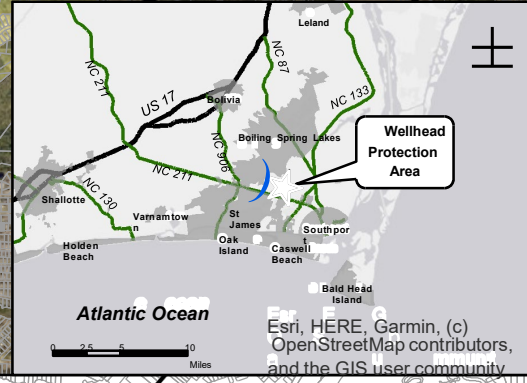 Leland
NC 211
NC 87
US 17
NC 133
Bolivia
Boiling Spring Lakes
Wellhead
Protection
Area
NC 906
NC 211
Shallotte
NC 130
Varnamtow
n
St
James
Southpor
t
Holden
Beach
Oak
Island
Caswell
Beach
Bald Head
Island
Atlantic Ocean
0 2.5 5 10
Miles
Esri, HERE, Garmin, (c)
OpenStreetMap contributors,
and the GIS user community